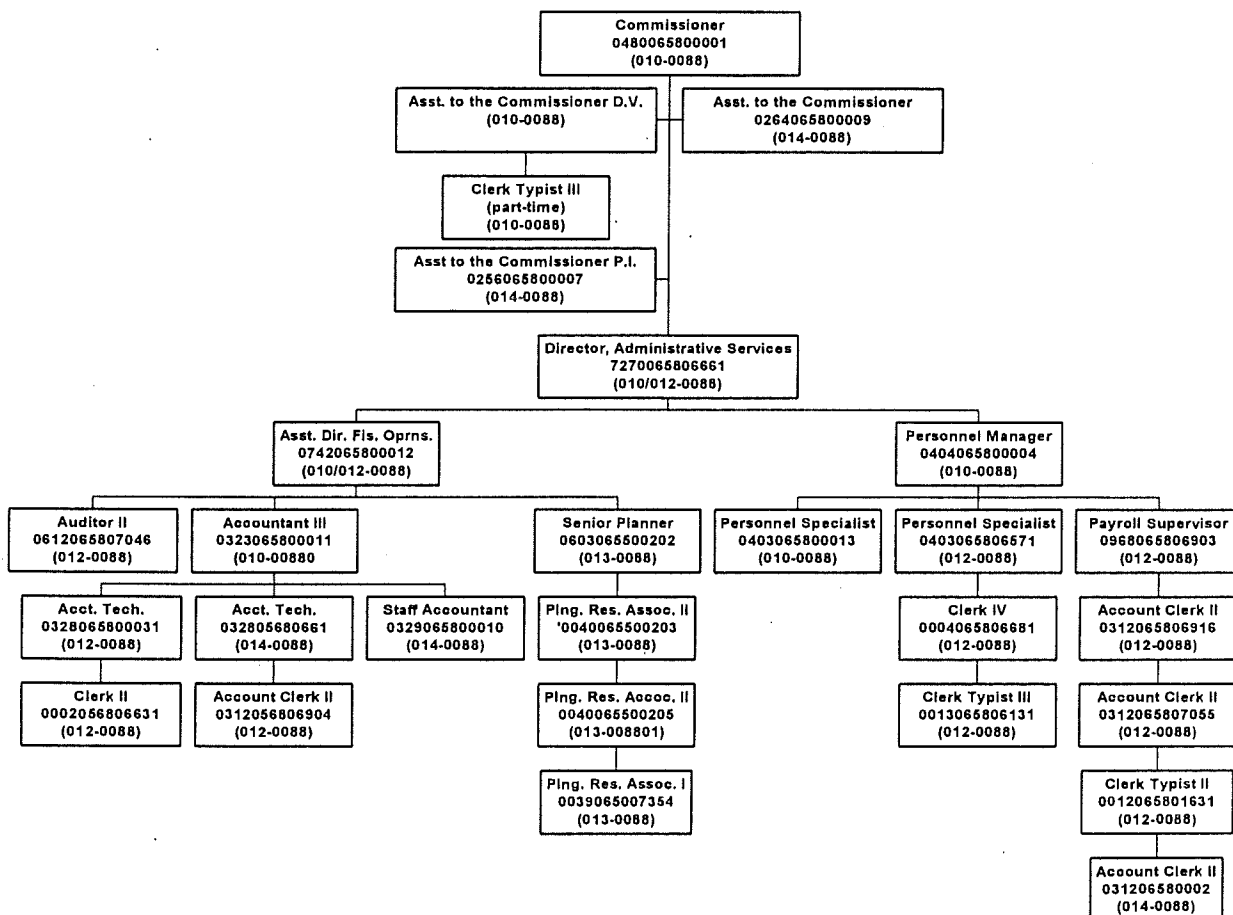 Commissioner
0480065800001
(010-0088)
Asst. to the Commissioner D.V.
(010-0088)
Asst. to the Commissioner
0264065800009
(014-0088)
Clerk Typist III
(part-time)
(010-0088)
Asst to the Commissioner P.I.
0256065800007
(014-0088)
Director, Administrative Services
7270065806661
(010/012-0088)
Asst. Dir. Fis. Oprns.
0742065800012
(010/012-0088)
Personnel Manager
0404065800004
(010-0088)
Auditor II
0612065807046
(012-0088)
Accountant III
0323065800011
(010-00880
Senior Planner
0603065500202
(013-0088)
Personnel Specialist
0403065800013
(010-0088)
Personnel Specialist
0403065806571
(012-0088)
Payroll Supervisor
0968065806903
(012-0088)
Acct. Tech.
0328065800031
(012-0088)
Acct. Tech.
032805680661
(014-0088)
Staff Accountant
0329065800010
(014-0088)
Plng. Res. Assoc. II
'0040065500203
(013-0088)
Clerk IV
0004065806681
(012-0088)
Account Clerk II
0312065806916
(012-0088)
Clerk II
0002056806631
(012-0088)
Account Clerk II
0312056806904
(012-0088)
Plng. Res. Accoc. II
0040065500205
(013-008801)
Clerk Typist III
0013065806131
(012-0088)
Account Clerk II
0312065807055
(012-0088)
Plng. Res. Assoc. I
0039065007354
(013-0088)
Clerk Typist II
0012065801631
(012-0088)
Account Clerk II
031206580002
(014-0088)